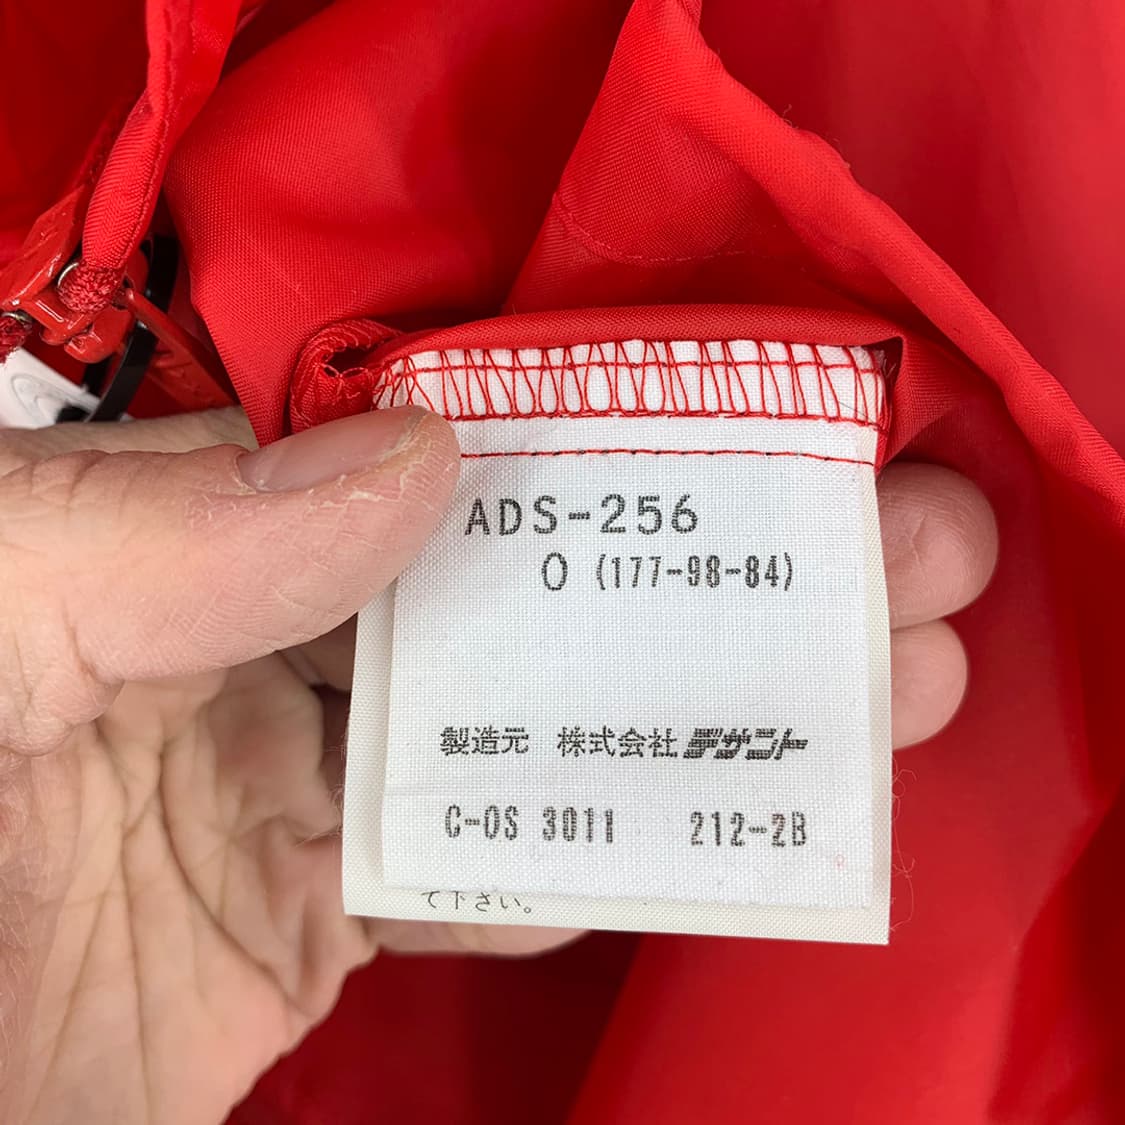 ADS-256
O (177-98-84)
製造元 株式会社デサント
C-OS 3011 212-2B
て下さい。